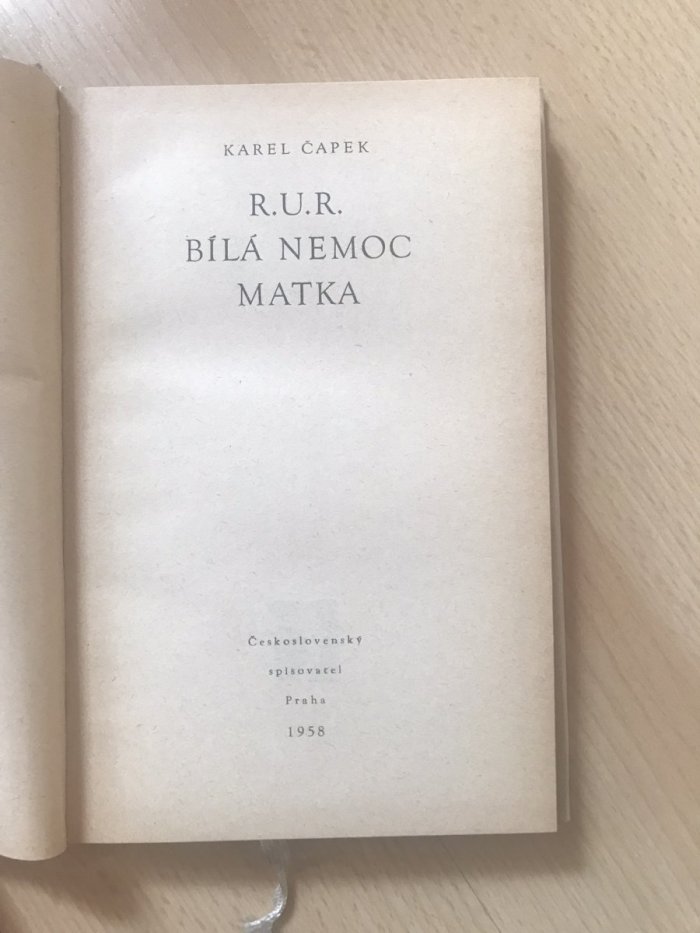 KAREL ČAPEK
R.U.R.
BÍLÁ NEMOC
MATKA
Československý
spisovatel
Praha
1958